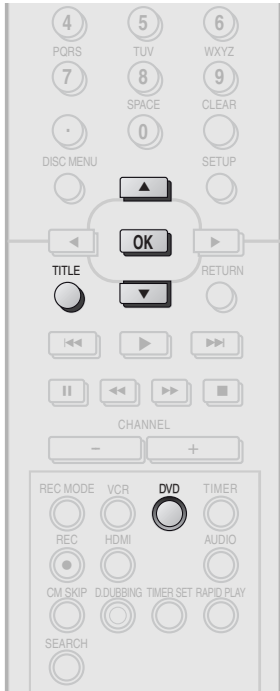 4 5 6
PQRS TUV WXYZ
7 8 9
SPACE CLEAR
· 0
DISC MENU SETUP
▲
◀ OK ▶
TITLE ▼ RETURN
CHANNEL
− +
REC MODE VCR DVD TIMER
REC HDMI AUDIO
CM SKIP D.DUBBING TIMER SET RAPID PLAY
SEARCH